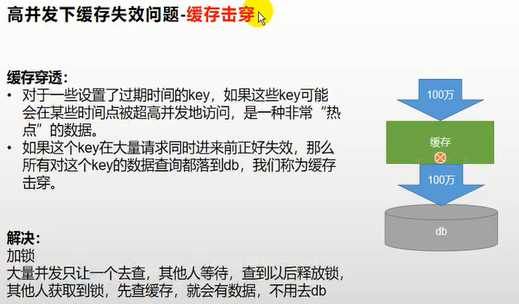 高并发下缓存失效问题-缓存击穿
缓存穿透：
• 对于一些设置了过期时间的key，如果这些key可能
会在某些时间点被超高并发地访问，是一种非常“热
点”的数据。
• 如果这个key在大量请求同时进来前正好失效，那么
所有对这个key的数据查询都落到db，我们称为缓存
击穿。
解决：
加锁
大量并发只让一个去查，其他人等待，查到以后释放锁，
其他人获取到锁，先查缓存，就会有数据，不用去db
100万
缓存
100万
db